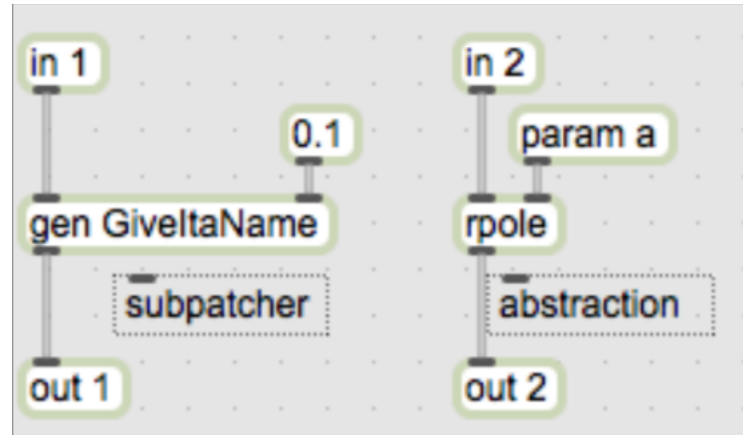 in 1
in 2
0.1
param a
gen GiveItaName
rpole
subpatcher
abstraction
out 1
out 2